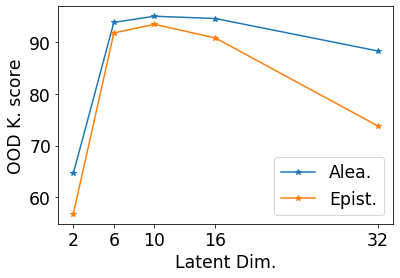 OOD K. score
90
80
70
60
Alea.
Epist.
2 6 10 16 32
Latent Dim.